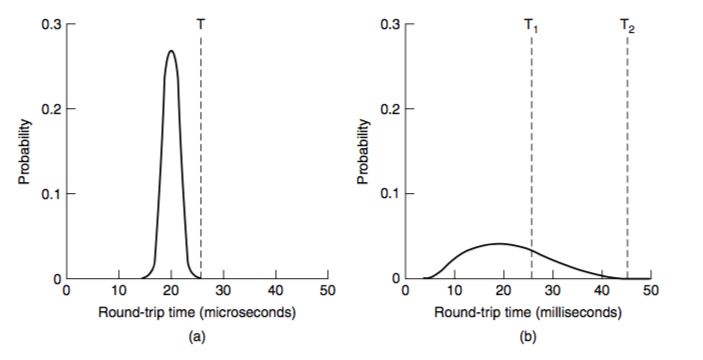 0.3
T
0.2
Probability
0.1
0
0 10 20 30 40 50
Round-trip time (microseconds)
(a)
0.3
T1 T2
0.2
Probability
0.1
0
0 10 20 30 40 50
Round-trip time (milliseconds)
(b)